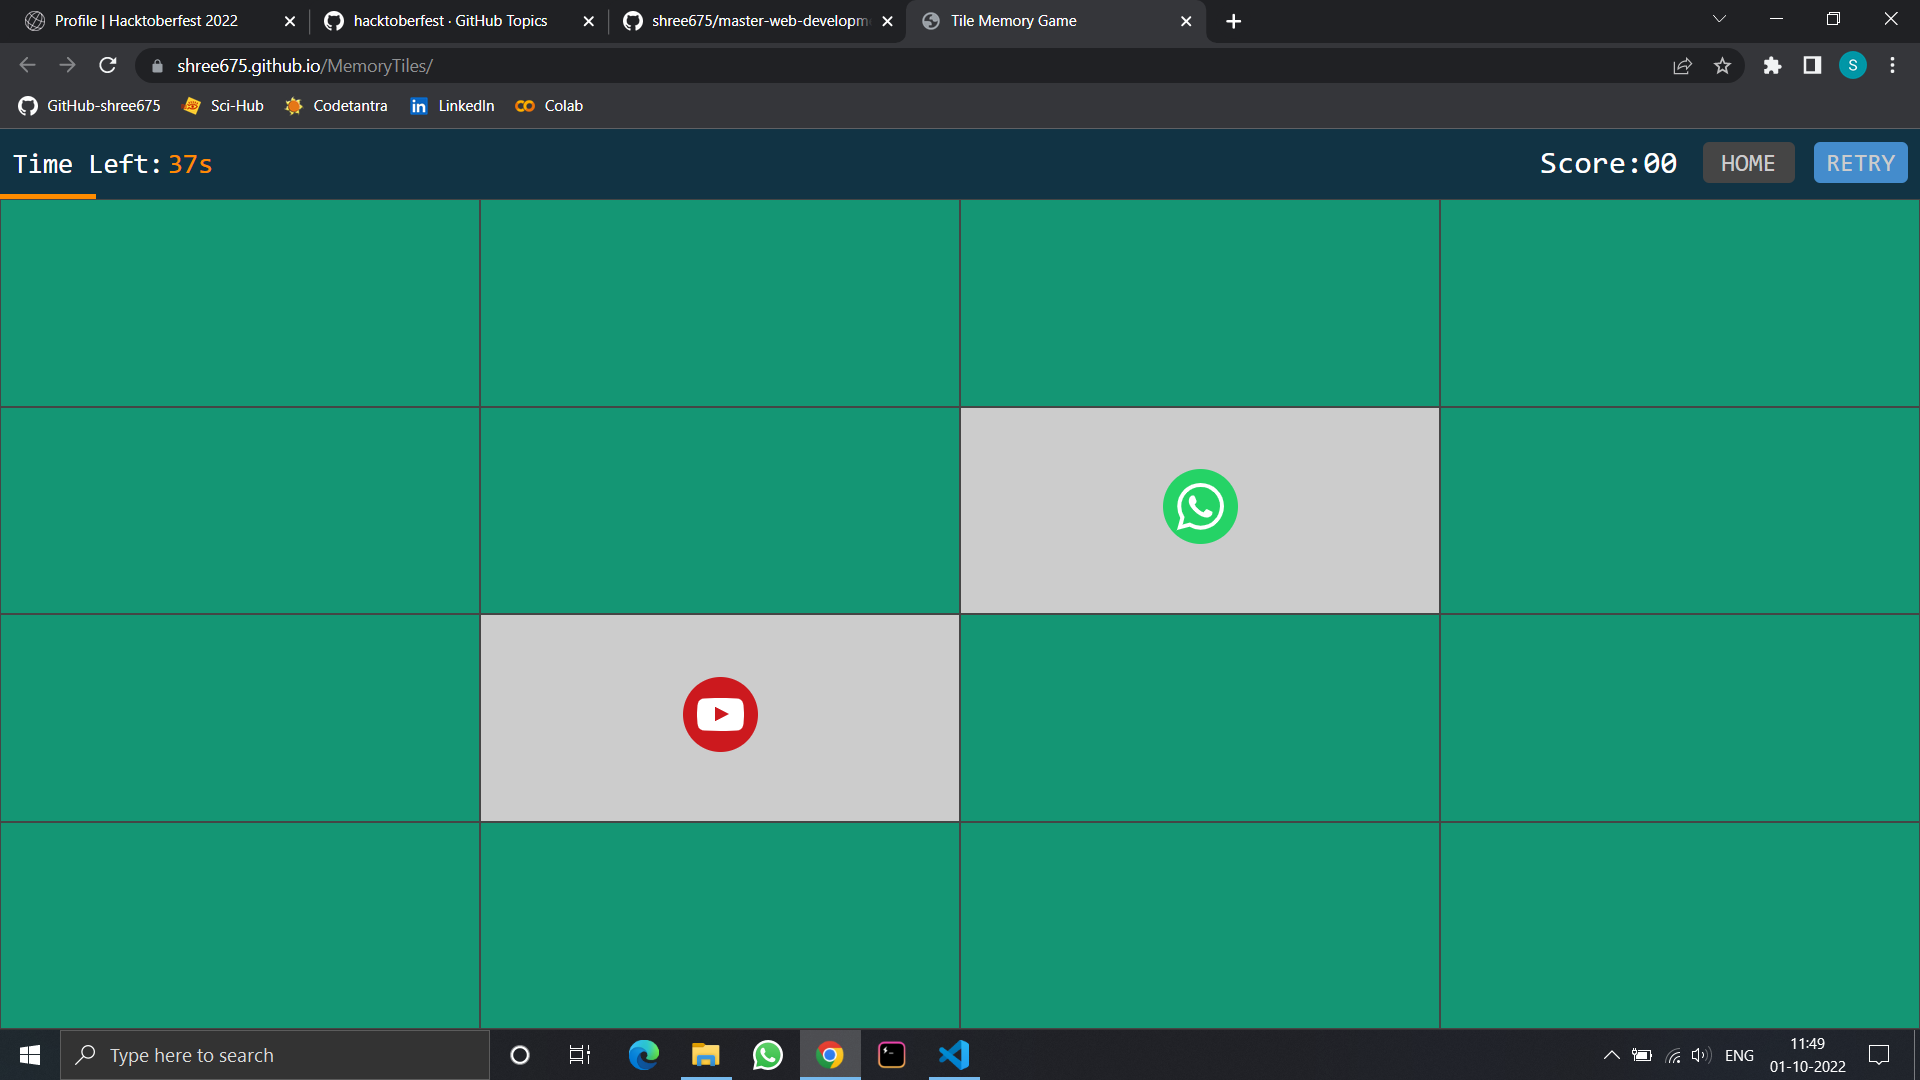 Profile | Hacktoberfest 2022
hacktoberfest · GitHub Topics
shree675/master-web-developm
Tile Memory Game
shree675.github.io/MemoryTiles/
S
GitHub-shree675
Sci-Hub
Codetantra
LinkedIn
Colab
Time Left: 37s
Score:00
HOME
RETRY
Type here to search
ENG
11:49
01-10-2022